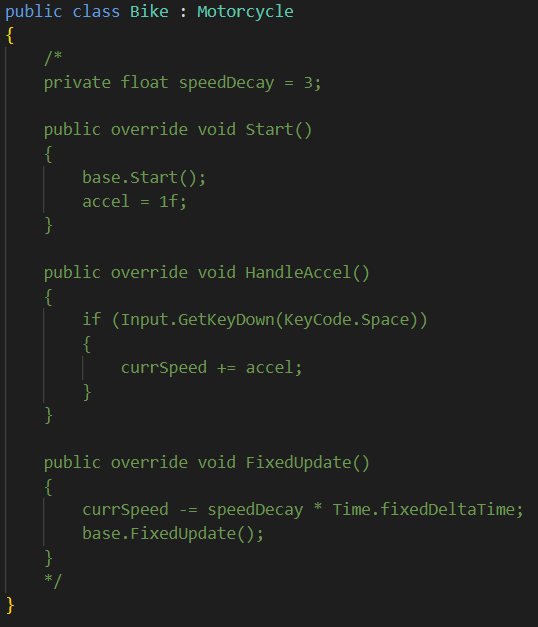 public class Bike : Motorcycle
{
    /*
    private float speedDecay = 3;

    public override void Start()
    {
        base.Start();
        accel = 1f;
    }

    public override void HandleAccel()
    {
        if (Input.GetKeyDown(KeyCode.Space))
        {
            currSpeed += accel;
        }
    }

    public override void FixedUpdate()
    {
        currSpeed -= speedDecay * Time.fixedDeltaTime;
        base.FixedUpdate();
    }
    */
}